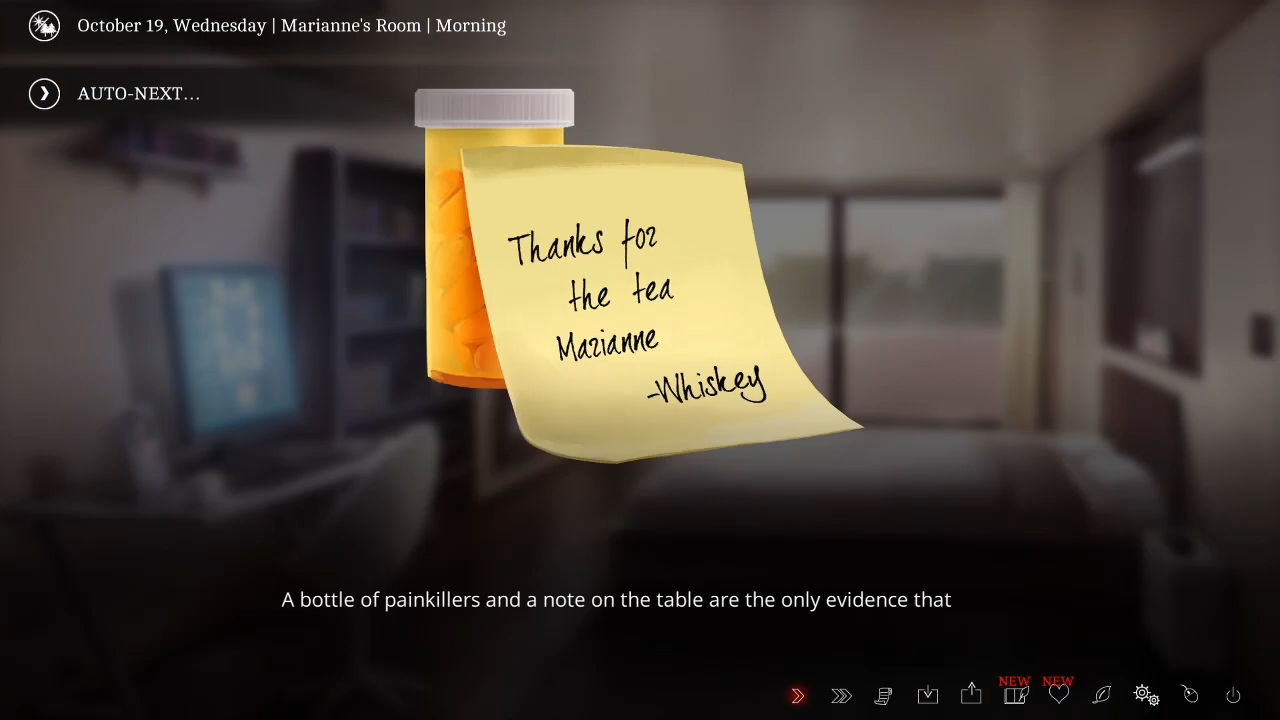 October 19, Wednesday | Marianne's Room | Morning
AUTO-NEXT...
Thanks for
the tea
Marianne
-Whiskey
A bottle of painkillers and a note on the table are the only evidence that
NEW NEW